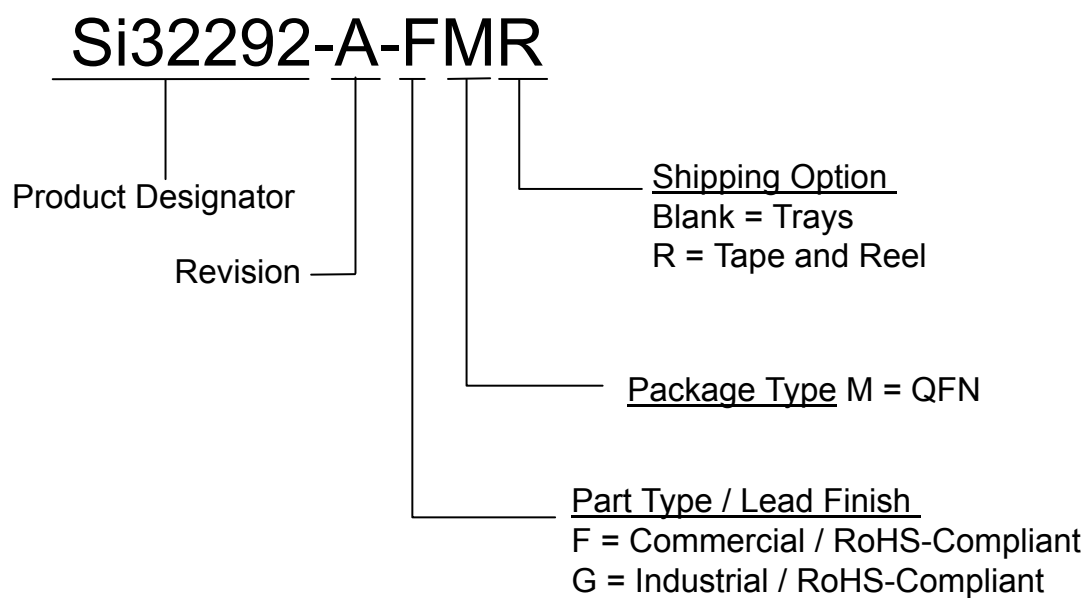 Si32292-A-FMR
Product Designator
Revision
Shipping Option
Blank = Trays
R = Tape and Reel
Package Type M = QFN
Part Type / Lead Finish
F = Commercial / RoHS-Compliant
G = Industrial / RoHS-Compliant